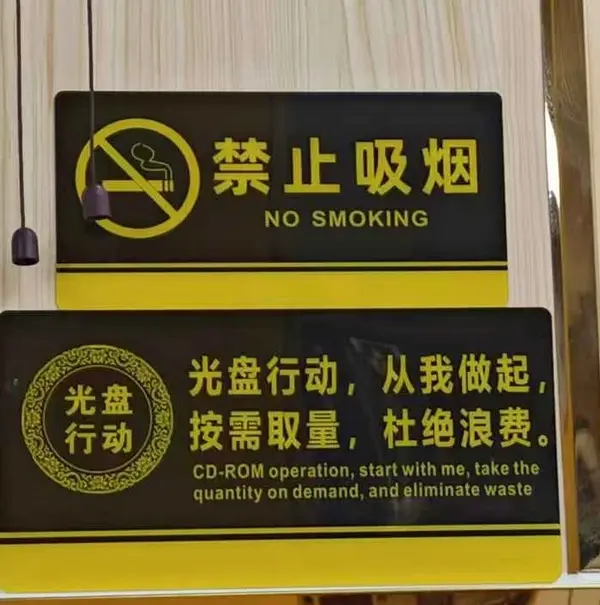 禁止吸烟
NO SMOKING
光盘
行动
光盘行动，从我做起，
按需取量，杜绝浪费。
CD-ROM operation, start with me, take the
quantity on demand, and eliminate waste